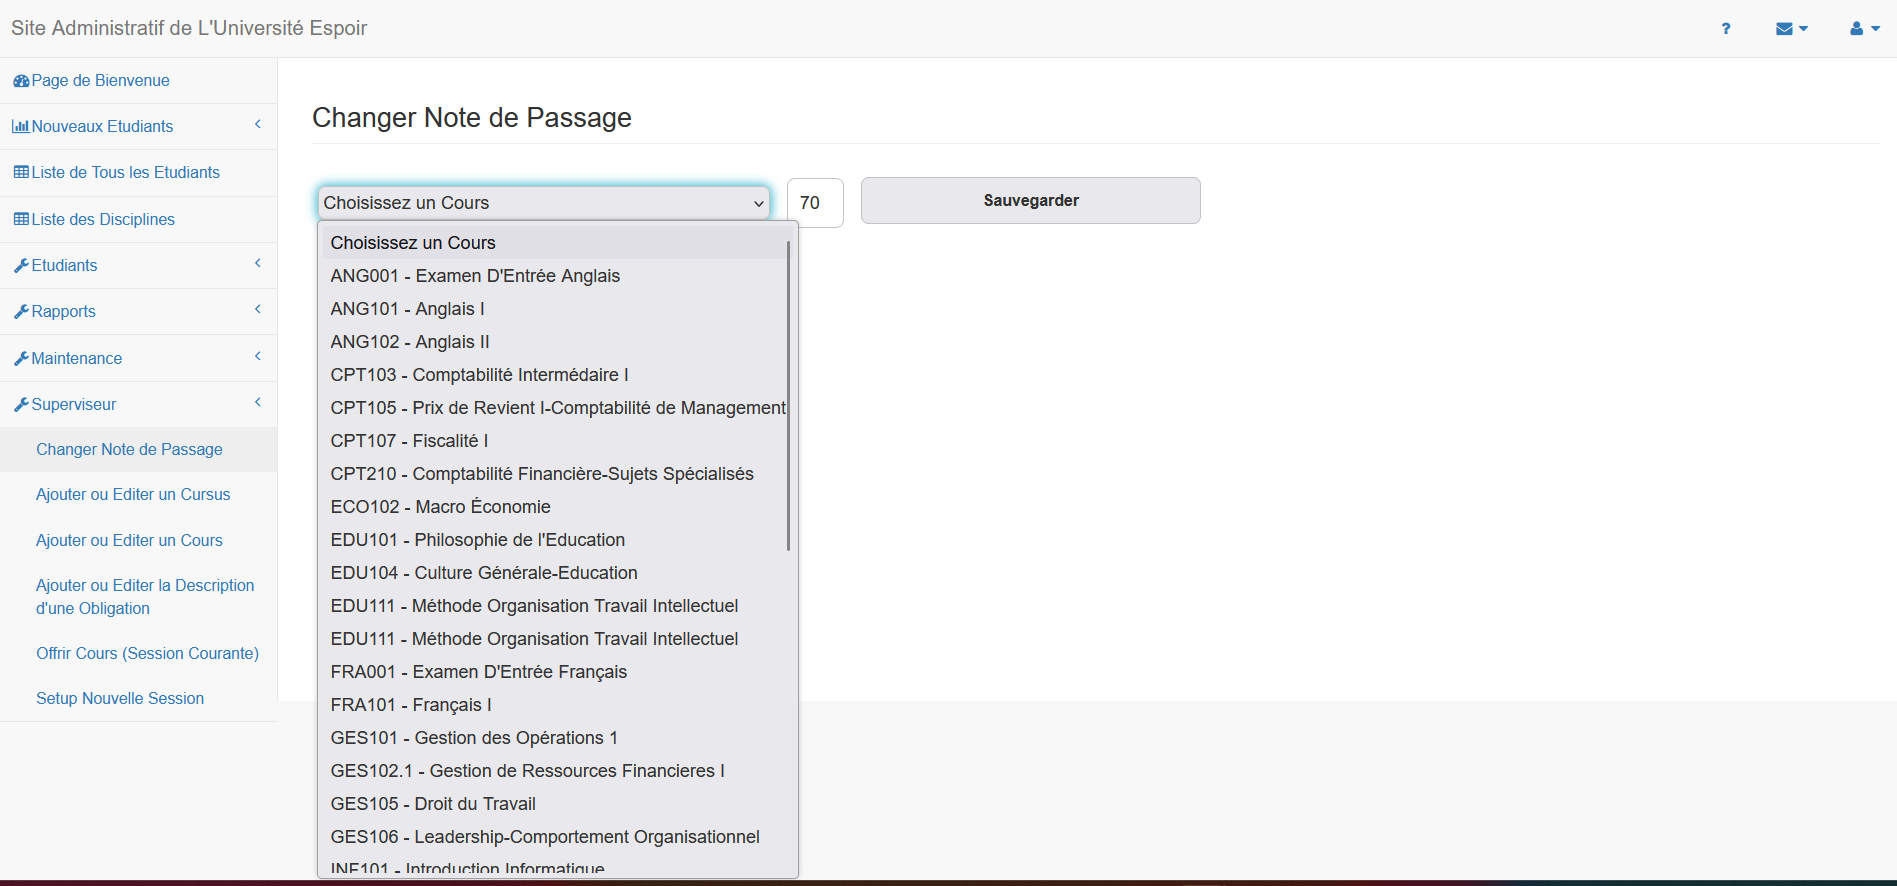 Site Administratif de L'Université Espoir
?
Page de Bienvenue
Nouveaux Etudiants
Liste de Tous les Etudiants
Liste des Disciplines
Etudiants
Rapports
Maintenance
Superviseur
Changer Note de Passage
Ajouter ou Editer un Cursus
Ajouter ou Editer un Cours
Ajouter ou Editer la Description
d'une Obligation
Offrir Cours (Session Courante)
Setup Nouvelle Session
Changer Note de Passage
Choisissez un Cours
70
Sauvegarder
Choisissez un Cours
ANG001 - Examen D'Entrée Anglais
ANG101 - Anglais I
ANG102 - Anglais II
CPT103 - Comptabilité Intermédaire I
CPT105 - Prix de Revient I-Comptabilité de Management
CPT107 - Fiscalité I
CPT210 - Comptabilité Financière-Sujets Spécialisés
ECO102 - Macro Économie
EDU101 - Philosophie de l'Education
EDU104 - Culture Générale-Education
EDU111 - Méthode Organisation Travail Intellectuel
EDU111 - Méthode Organisation Travail Intellectuel
FRA001 - Examen D'Entrée Français
FRA101 - Français I
GES101 - Gestion des Opérations 1
GES102.1 - Gestion de Ressources Financieres I
GES105 - Droit du Travail
GES106 - Leadership-Comportement Organisationnel
INF101 - Introduction Informatique